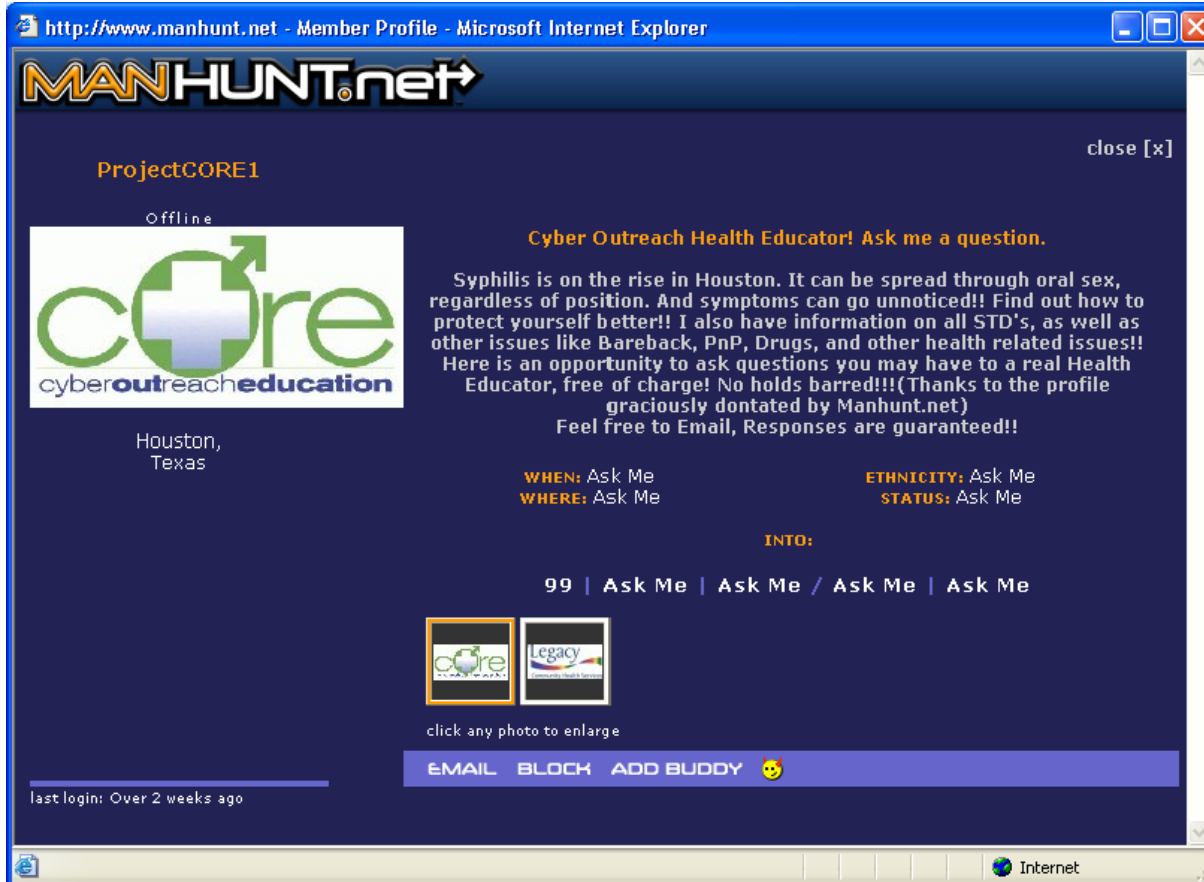 http://www.manhunt.net - Member Profile - Microsoft Internet Explorer
MANHUNT.net
close [x]
ProjectCORE1
Offline
core
cyberoutreacheducation
Houston,
Texas
Cyber Outreach Health Educator! Ask me a question.
Syphilis is on the rise in Houston. It can be spread through oral sex,
regardless of position. And symptoms can go unnoticed!! Find out how to
protect yourself better!! I also have information on all STD's, as well as
other issues like Bareback, PnP, Drugs, and other health related issues!!
Here is an opportunity to ask questions you may have to a real Health
Educator, free of charge! No holds barred!!!(Thanks to the profile
graciously dontated by Manhunt.net)
Feel free to Email, Responses are guaranteed!!
WHEN: Ask Me ETHNICITY: Ask Me
WHERE: Ask Me STATUS: Ask Me
INTO:
99 | Ask Me | Ask Me / Ask Me | Ask Me
core Legacy
Community Health Services
click any photo to enlarge
EMAIL BLOCK ADD BUDDY
last login: Over 2 weeks ago
Internet